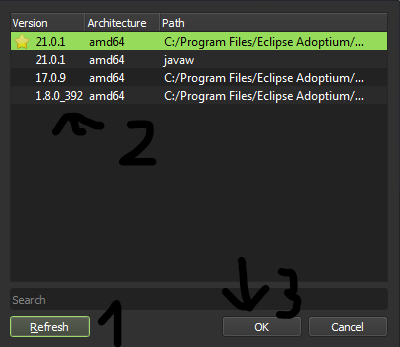 Version Architecture Path
21.0.1 amd64 C:/Program Files/Eclipse Adoptium/...
21.0.1 amd64 javaw
17.0.9 amd64 C:/Program Files/Eclipse Adoptium/...
1.8.0_392 amd64 C:/Program Files/Eclipse Adoptium/...
2
Search
Refresh 1 OK 3 Cancel